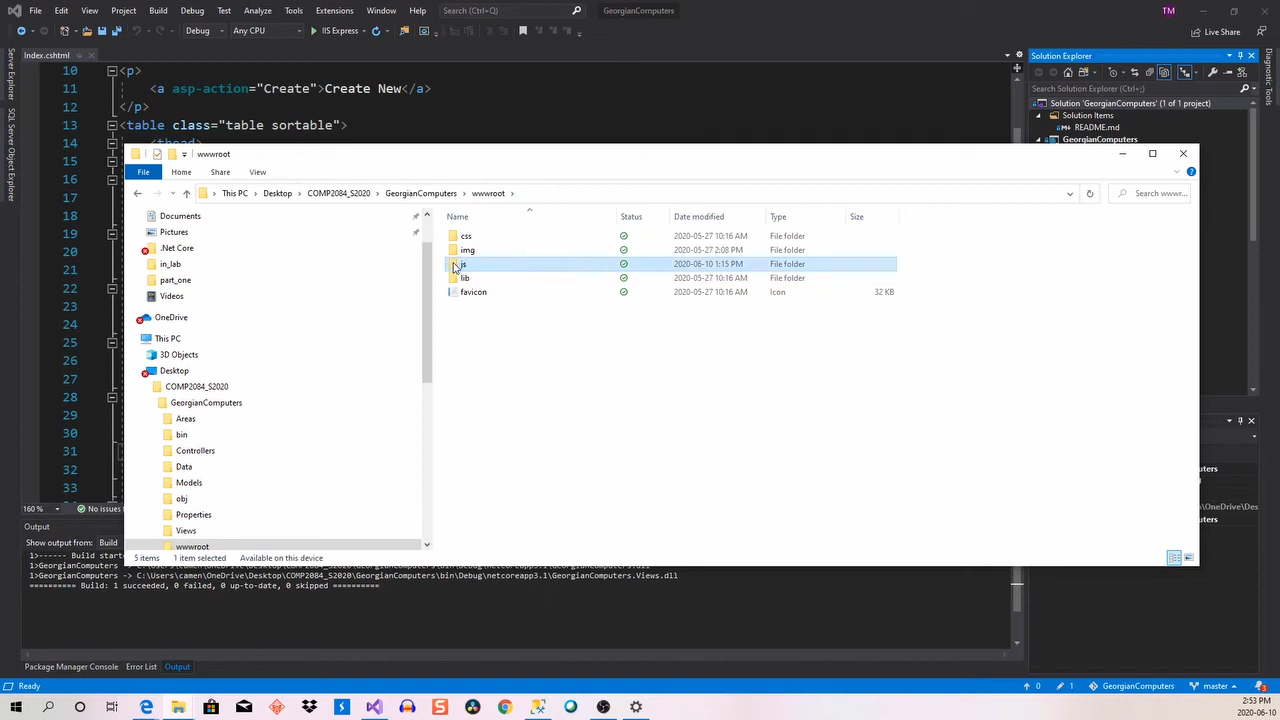 File Edit View Project Build Debug Test Analyze Tools Extensions Window Help Search (Ctrl+Q) GeorgianComputers TM
Debug Any CPU IIS Express Live Share
Index.cshtml
Server Explorer
SQL Server Object Explorer
10 <p>
11 <a asp-action="Create">Create New</a>
12 </p>
13 <table class="table sortable">
14 <thead>
15
16
17
18
19
20
21
22
23
24
25
26
27
28
29
30
31
32
33
160 % No issues
Solution Explorer
Search Solution Explorer (Ctrl+;)
Solution 'GeorgianComputers' (1 of 1 project)
Solution Items
README.md
GeorgianComputers
Diagnostic Tools
wwwroot
File Home Share View
This PC Desktop COMP2084_S2020 GeorgianComputers wwwroot Search wwwr...
Name Status Date modified Type Size
css 2020-05-27 10:16 AM File folder
img 2020-05-27 2:08 PM File folder
js 2020-06-10 1:15 PM File folder
lib 2020-05-27 10:16 AM File folder
favicon 2020-05-27 10:16 AM Icon 32 KB
Documents
Pictures
.Net Core
in_lab
part_one
Videos
OneDrive
This PC
3D Objects
Desktop
COMP2084_S2020
GeorgianComputers
Areas
bin
Controllers
Data
Models
obj
Properties
Views
wwwroot
5 items 1 item selected Available on this device
Output
Show output from: Build
1>------ Build start
1>GeorgianComputers -> C:\Users\camen\OneDrive\Desktop\COMP2084_S2020\GeorgianComputers\bin\Debug\netcoreapp3.1\GeorgianComputers.Views.dll
========== Build: 1 succeeded, 0 failed, 0 up-to-date, 0 skipped ==========
Package Manager Console Error List Output
Ready 0 1 GeorgianComputers master 3
2:53 PM
2020-06-10